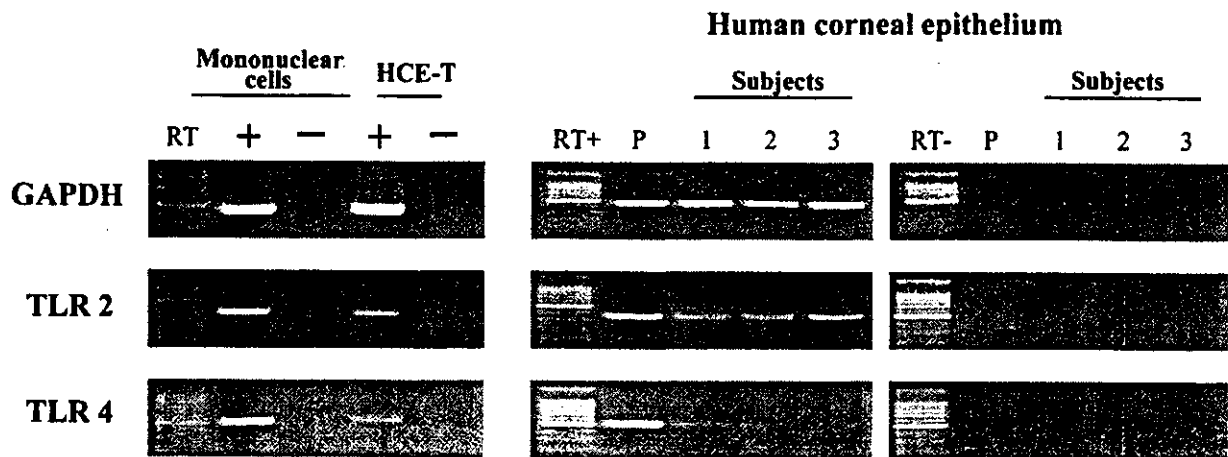 Human corneal epithelium
Mononuclear cells HCE-T Subjects Subjects
RT + − + − RT+ P 1 2 3 RT- P 1 2 3
GAPDH
TLR 2
TLR 4